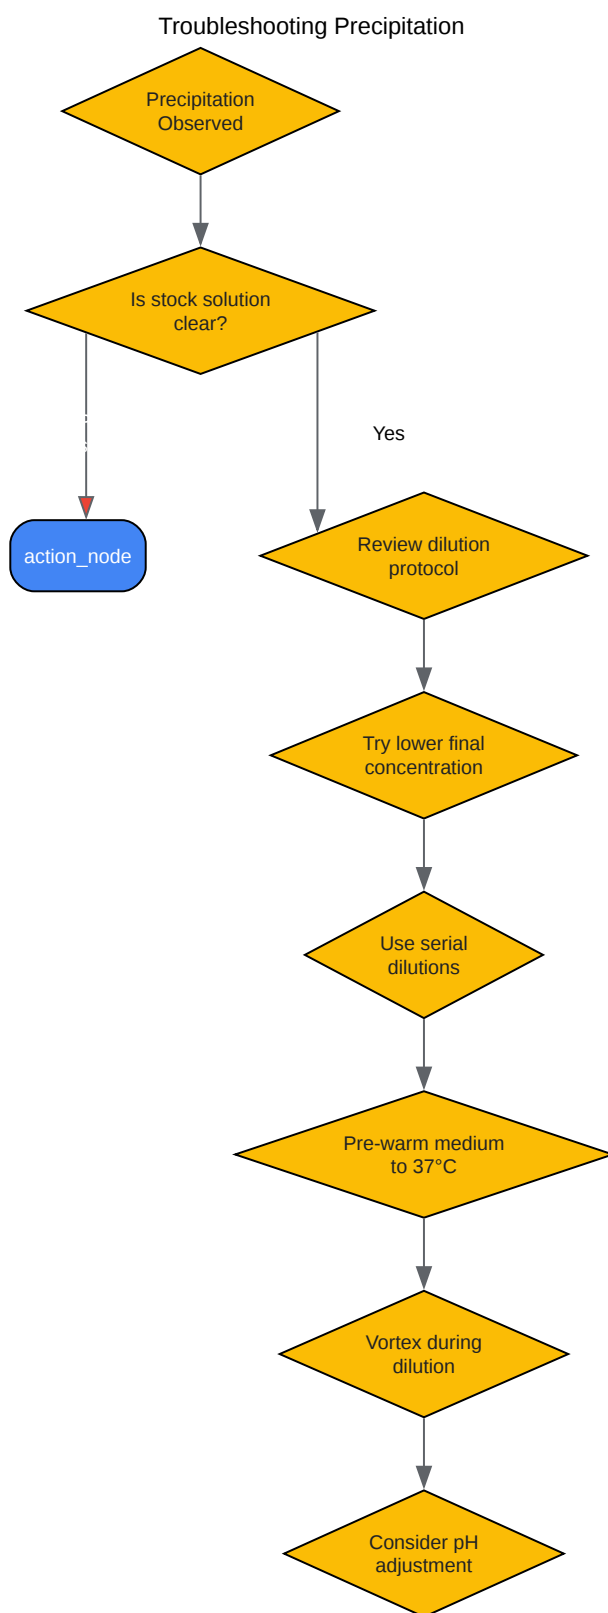 Troubleshooting Precipitation
Precipitation
Observed
Is stock solution
clear?
Yes
action_node
Review dilution
protocol
Try lower final
concentration
Use serial
dilutions
Pre-warm medium
to 37°C
Vortex during
dilution
Consider pH
adjustment